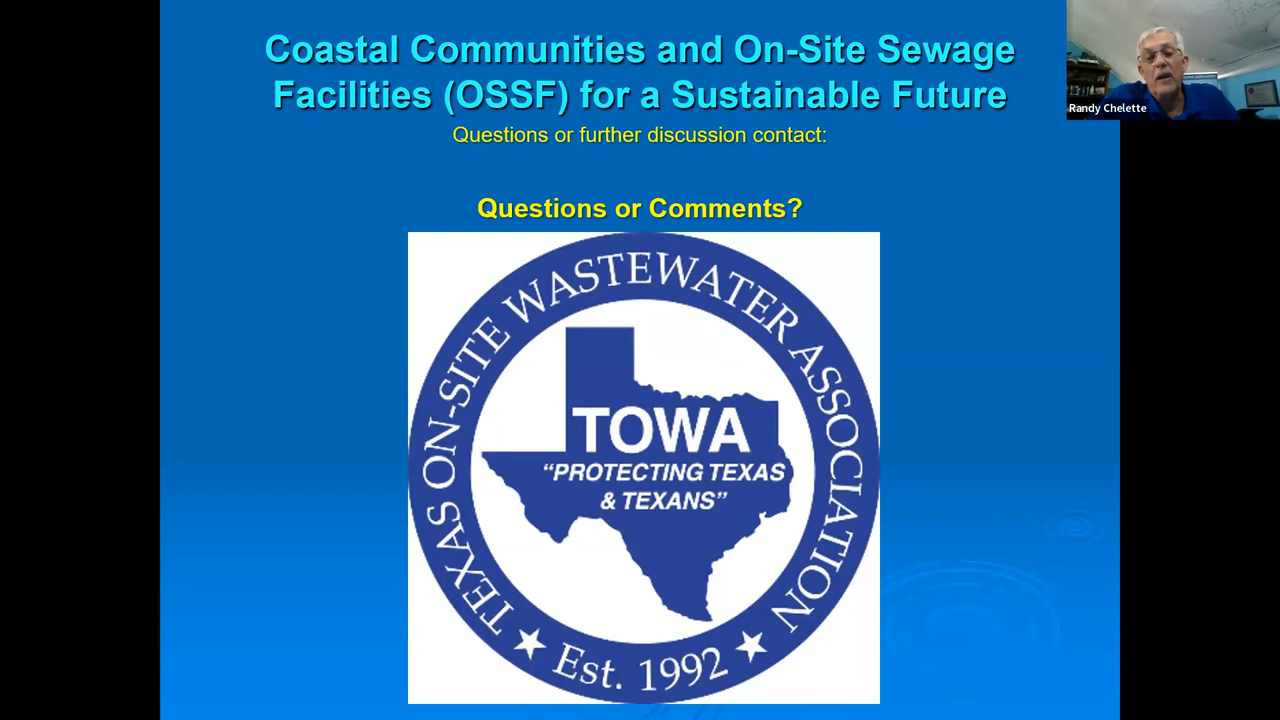 Coastal Communities and On-Site Sewage
Facilities (OSSF) for a Sustainable Future
Questions or further discussion contact:
Questions or Comments?
TEXAS ON-SITE WASTEWATER ASSOCIATION
TOWA
“PROTECTING TEXAS
& TEXANS”
★ Est. 1992 ★
Randy Chelette